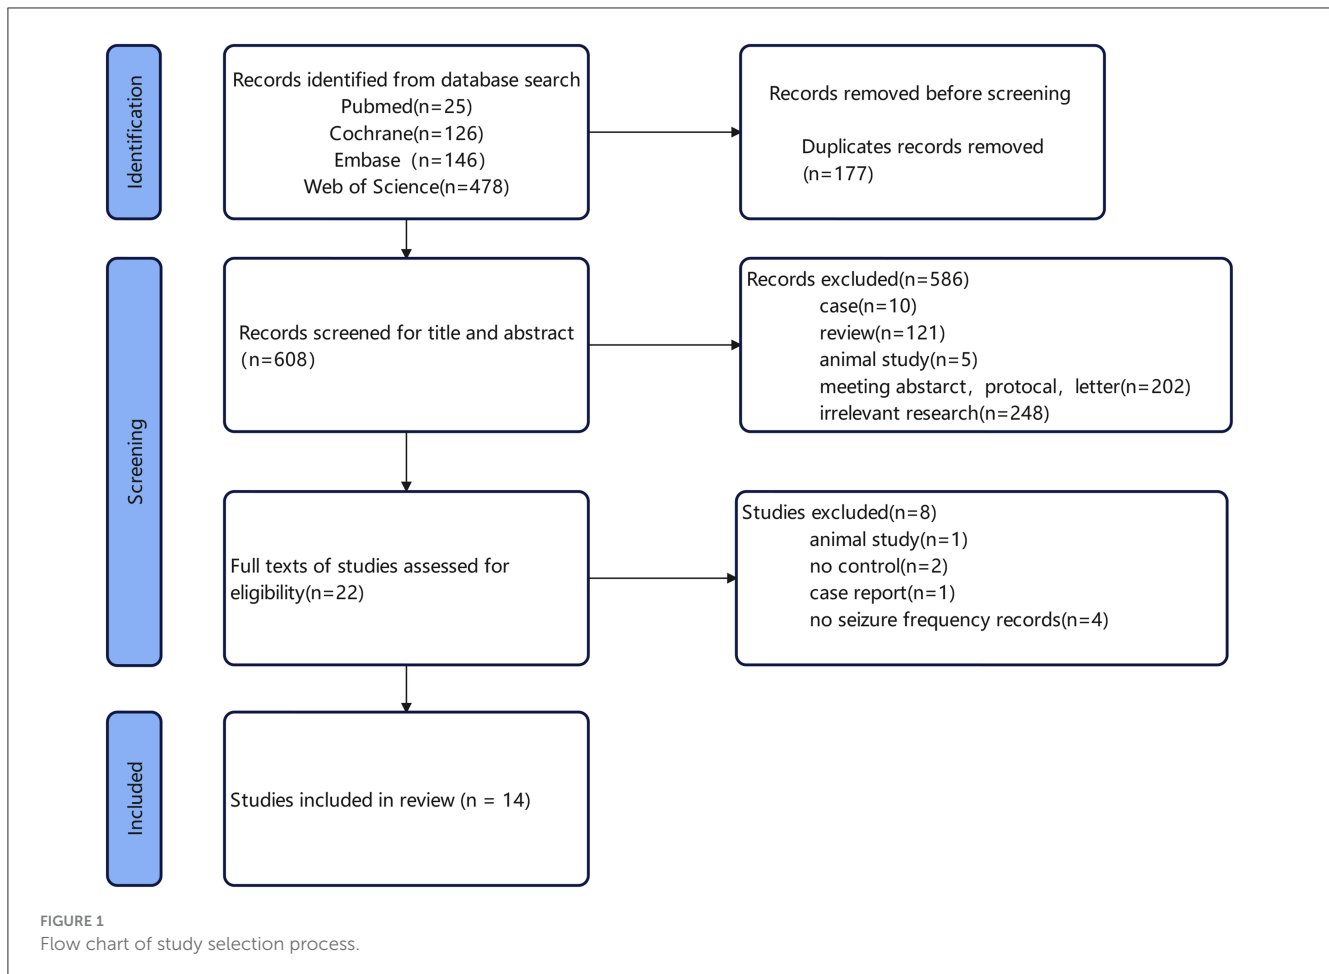 Identification
Records identified from database search
Pubmed(n=25)
Cochrane(n=126)
Embase（n=146）
Web of Science(n=478)
Records removed before screening
Duplicates records removed
(n=177)
Screening
Records screened for title and abstract
（n=608）
Records excluded(n=586)
case(n=10)
review(n=121)
animal study(n=5)
meeting abstarct，protocal，letter(n=202)
irrelevant research(n=248)
Full texts of studies assessed for
eligibility(n=22)
Studies excluded(n=8)
animal study(n=1)
no control(n=2)
case report(n=1)
no seizure frequency records(n=4)
Included
Studies included in review (n = 14)
FIGURE 1
Flow chart of study selection process.